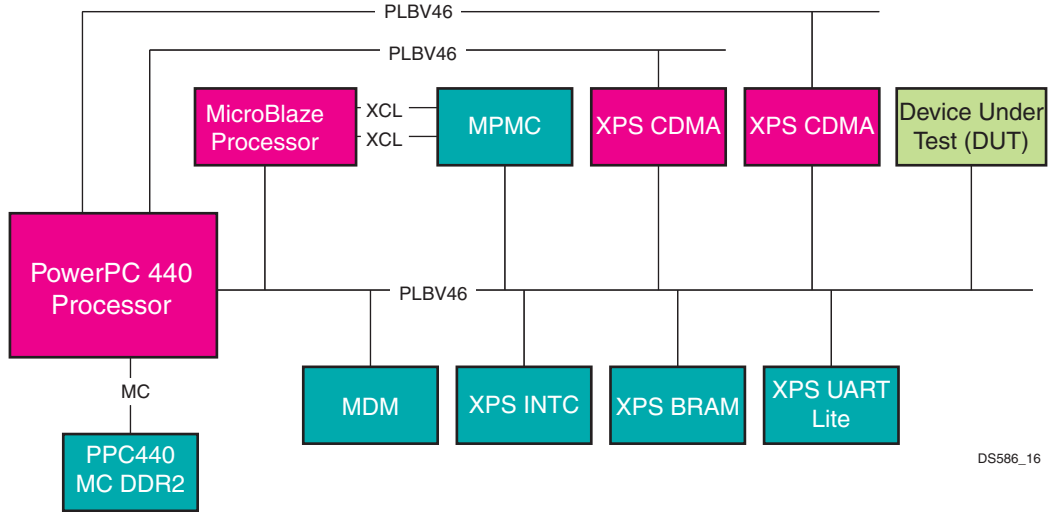 PLBV46
PLBV46
MicroBlaze
Processor
XCL
XCL
MPMC
XPS CDMA
XPS CDMA
Device Under
Test (DUT)
PowerPC 440
Processor
PLBV46
MC
MDM
XPS INTC
XPS BRAM
XPS UART
Lite
PPC440
MC DDR2
DS586_16